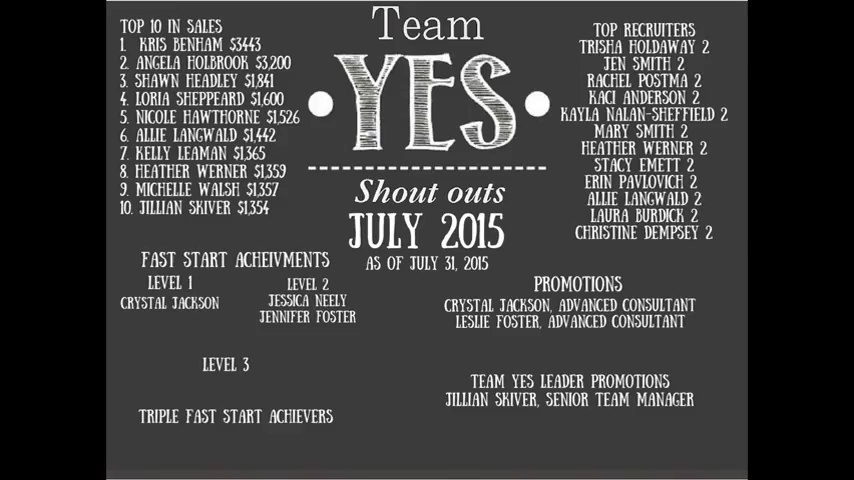 TOP 10 IN SALES
1. KRIS BENHAM $3443
2. ANGELA HOLBROOK $3,200
3. SHAWN HEADLEY $1,841
4. LORIA SHEPPEARD $1,600
5. NICOLE HAWTHORNE $1,526
6. ALLIE LANGWALD $1,442
7. KELLY LEAMAN $1,365
8. HEATHER WERNER $1,359
9. MICHELLE WALSH $1,357
10. JILLIAN SKIVER $1,354
Team
YES
Shout outs
JULY 2015
AS OF JULY 31, 2015
TOP RECRUITERS
TRISHA HOLDAWAY 2
JEN SMITH 2
RACHEL POSTMA 2
KACI ANDERSON 2
KAYLA NALAN-SHEFFIELD 2
MARY SMITH 2
HEATHER WERNER 2
STACY EMETT 2
ERIN PAVLOVICH 2
ALLIE LANGWALD 2
LAURA BURDICK 2
CHRISTINE DEMPSEY 2
FAST START ACHEIVMENTS
LEVEL 1
CRYSTAL JACKSON
LEVEL 2
JESSICA NEELY
JENNIFER FOSTER
LEVEL 3
TRIPLE FAST START ACHIEVERS
PROMOTIONS
CRYSTAL JACKSON, ADVANCED CONSULTANT
LESLIE FOSTER, ADVANCED CONSULTANT
TEAM YES LEADER PROMOTIONS
JILLIAN SKIVER, SENIOR TEAM MANAGER